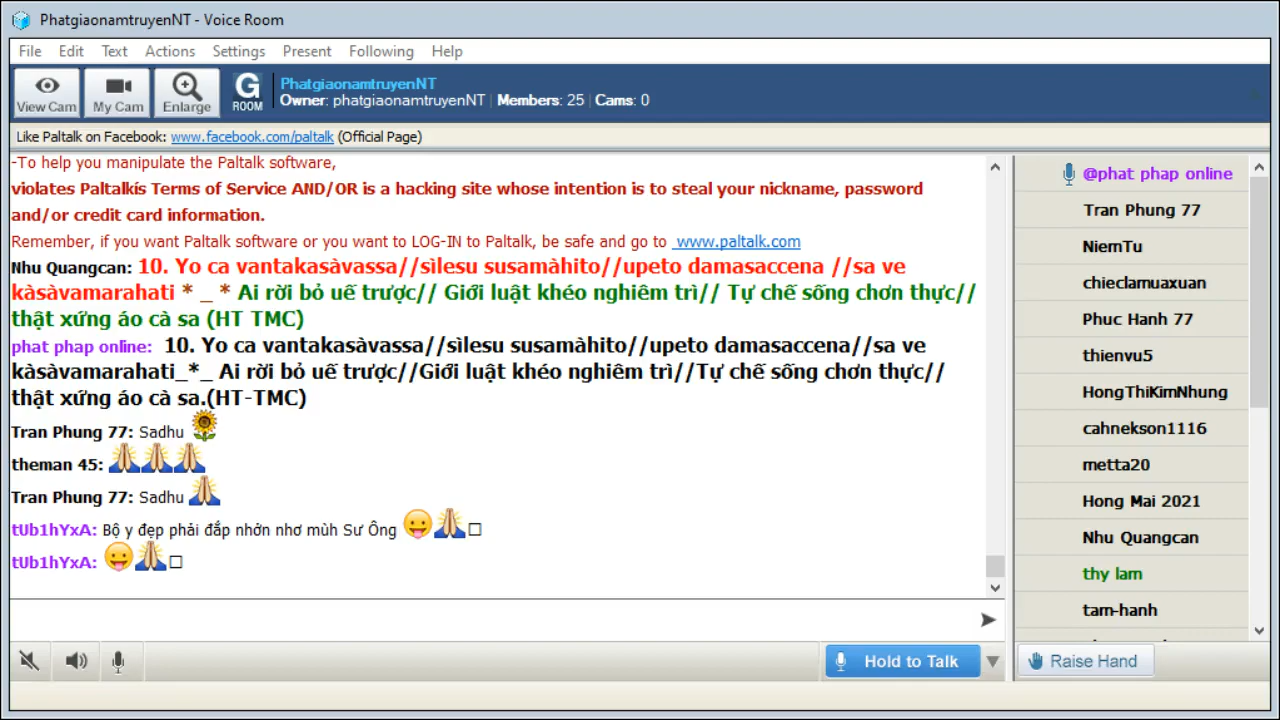 PhatgiaonamtruyenNT - Voice Room
File Edit Text Actions Settings Present Following Help
View Cam My Cam Enlarge G ROOM
PhatgiaonamtruyenNT
Owner: phatgiaonamtruyenNT | Members: 25 | Cams: 0
Like Paltalk on Facebook: www.facebook.com/paltalk (Official Page)
-To help you manipulate the Paltalk software,
violates Paltalkís Terms of Service AND/OR is a hacking site whose intention is to steal your nickname, password
and/or credit card information.
Remember, if you want Paltalk software or you want to LOG-IN to Paltalk, be safe and go to www.paltalk.com
Nhu Quangcan: 10. Yo ca vantakasàvassa//sìlesu susamàhito//upeto damasaccena //sa ve
kàsàvamarahati * _ * Ai rời bỏ uế trược// Giới luật khéo nghiêm trì// Tự chế sống chơn thực//
thật xứng áo cà sa (HT TMC)
phat phap online: 10. Yo ca vantakasàvassa//sìlesu susamàhito//upeto damasaccena//sa ve
kàsàvamarahati_*_ Ai rời bỏ uế trược//Giới luật khéo nghiêm trì//Tự chế sống chơn thực//
thật xứng áo cà sa.(HT-TMC)
Tran Phung 77: Sadhu 🌻
theman 45: 🙏🙏🙏
Tran Phung 77: Sadhu 🙏
tUb1hYxA: Bộ y đẹp phải đắp nhớn nhơ mùh Sư Ông 😛🙏□
tUb1hYxA: 😛🙏□
@phat phap online
Tran Phung 77
NiemTu
chieclamuaxuan
Phuc Hanh 77
thienvu5
HongThiKimNhung
cahnekson1116
metta20
Hong Mai 2021
Nhu Quangcan
thy lam
tam-hanh
Hold to Talk
Raise Hand